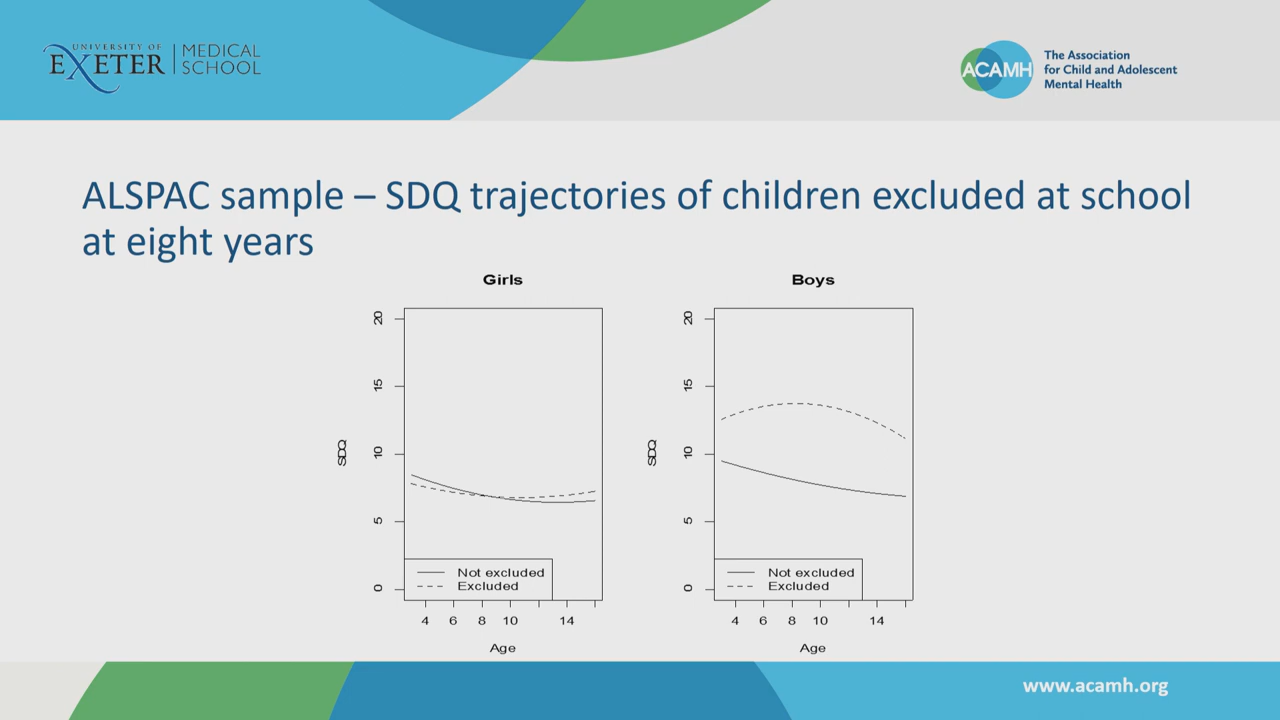 UNIVERSITY OF
EXETER
MEDICAL
SCHOOL
ACAMH
The Association
for Child and Adolescent
Mental Health
ALSPAC sample – SDQ trajectories of children excluded at school
at eight years
Girls
20
15
10
5
0
SDQ
Not excluded
Excluded
4 6 8 10 14
Age
Boys
20
15
10
5
0
SDQ
Not excluded
Excluded
4 6 8 10 14
Age
www.acamh.org